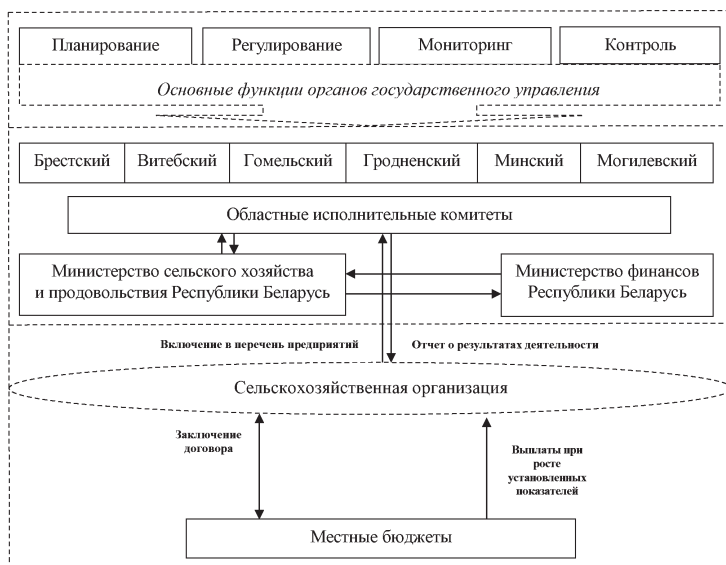 Планирование
Регулирование
Мониторинг
Контроль
Основные функции органов государственного управления
Брестский
Витебский
Гомельский
Гродненский
Минский
Могилевский
Областные исполнительные комитеты
Министерство сельского хозяйства
и продовольствия Республики Беларусь
Министерство финансов
Республики Беларусь
Включение в перечень предприятий
Отчет о результатах деятельности
Сельскохозяйственная организация
Заключение
договора
Выплаты при
росте
установленных
показателей
Местные бюджеты